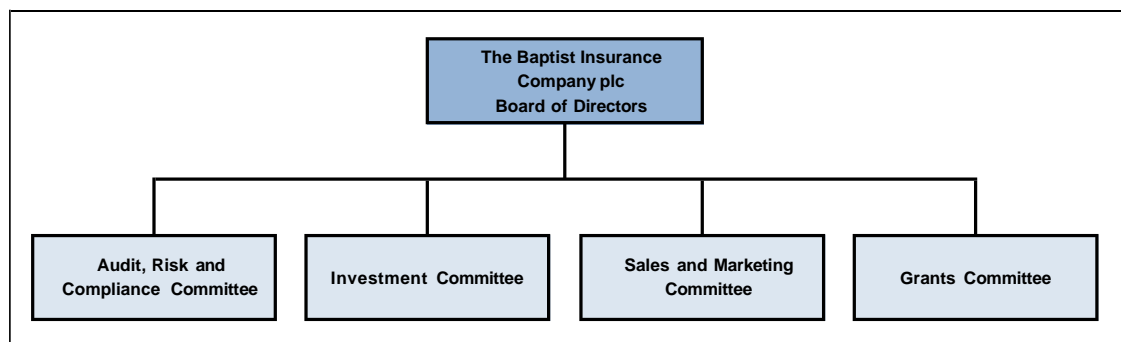 The Baptist Insurance
Company plc
Board of Directors
Audit, Risk and
Compliance Committee
Investment Committee
Sales and Marketing
Committee
Grants Committee